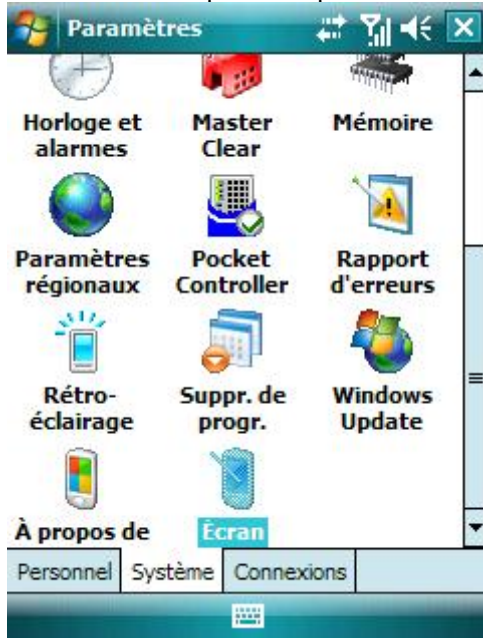 Paramètres
Horloge et alarmes
Master Clear
Mémoire
Paramètres régionaux
Pocket Controller
Rapport d'erreurs
Rétro-éclairage
Suppr. de progr.
Windows Update
À propos de
Écran
Personnel
Système
Connexions